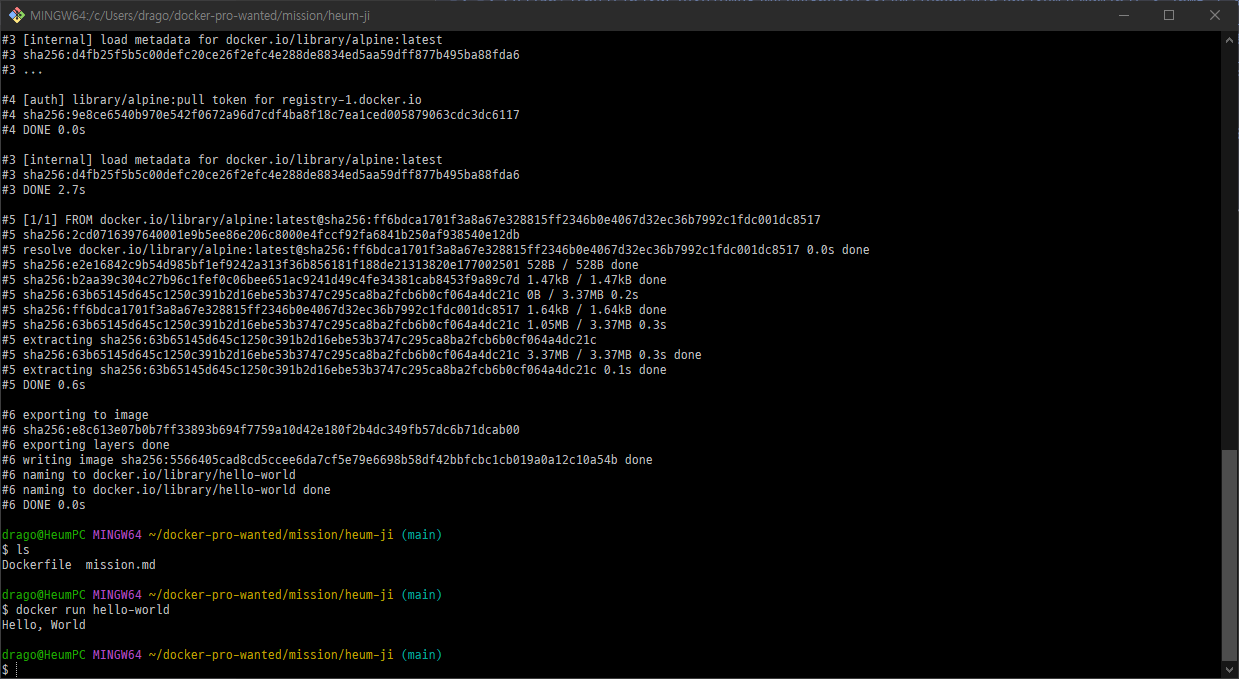 MINGW64:/c/Users/drago/docker-pro-wanted/mission/heum-ji
#3 [internal] load metadata for docker.io/library/alpine:latest
#3 sha256:d4fb25f5b5c00defc20ce26f2efc4e288de8834ed5aa59dff877b495ba88fda6
#3 ...
#4 [auth] library/alpine:pull token for registry-1.docker.io
#4 sha256:9e8ce6540b970e542f0672a96d7cdf4ba8f18c7ea1ced005879063cdc3dc6117
#4 DONE 0.0s
#3 [internal] load metadata for docker.io/library/alpine:latest
#3 sha256:d4fb25f5b5c00defc20ce26f2efc4e288de8834ed5aa59dff877b495ba88fda6
#3 DONE 2.7s
#5 [1/1] FROM docker.io/library/alpine:latest@sha256:ff6bdca1701f3a8a67e328815ff2346b0e4067d32ec36b7992c1fdc001dc8517
#5 sha256:2cd0716397640001e9b5ee86e206c8000e4fccf92fa6841b250af938540e12db
#5 resolve docker.io/library/alpine:latest@sha256:ff6bdca1701f3a8a67e328815ff2346b0e4067d32ec36b7992c1fdc001dc8517 0.0s done
#5 sha256:e2e16842c9b54d985bf1ef9242a313f36b856181f188de21313820e177002501 528B / 528B done
#5 sha256:b2aa39c304c27b96c1fef0c06bee651ac9241d49c4fe34381cab8453f9a89c7d 1.47kB / 1.47kB done
#5 sha256:63b65145d645c1250c391b2d16ebe53b3747c295ca8ba2fcb6b0cf064a4dc21c 0B / 3.37MB 0.2s
#5 sha256:ff6bdca1701f3a8a67e328815ff2346b0e4067d32ec36b7992c1fdc001dc8517 1.64kB / 1.64kB done
#5 sha256:63b65145d645c1250c391b2d16ebe53b3747c295ca8ba2fcb6b0cf064a4dc21c 1.05MB / 3.37MB 0.3s
#5 extracting sha256:63b65145d645c1250c391b2d16ebe53b3747c295ca8ba2fcb6b0cf064a4dc21c
#5 sha256:63b65145d645c1250c391b2d16ebe53b3747c295ca8ba2fcb6b0cf064a4dc21c 3.37MB / 3.37MB 0.3s done
#5 extracting sha256:63b65145d645c1250c391b2d16ebe53b3747c295ca8ba2fcb6b0cf064a4dc21c 0.1s done
#5 DONE 0.6s
#6 exporting to image
#6 sha256:e8c613e07b0b7ff33893b694f7759a10d42e180f2b4dc349fb57dc6b71dcab00
#6 exporting layers done
#6 writing image sha256:5566405cad8cd5ccee6da7cf5e79e6698b58df42bbfcbc1cb019a0a12c10a54b done
#6 naming to docker.io/library/hello-world
#6 naming to docker.io/library/hello-world done
#6 DONE 0.0s
drago@HeumPC MINGW64 ~/docker-pro-wanted/mission/heum-ji (main)
$ ls
Dockerfile  mission.md
drago@HeumPC MINGW64 ~/docker-pro-wanted/mission/heum-ji (main)
$ docker run hello-world
Hello, World
drago@HeumPC MINGW64 ~/docker-pro-wanted/mission/heum-ji (main)
$